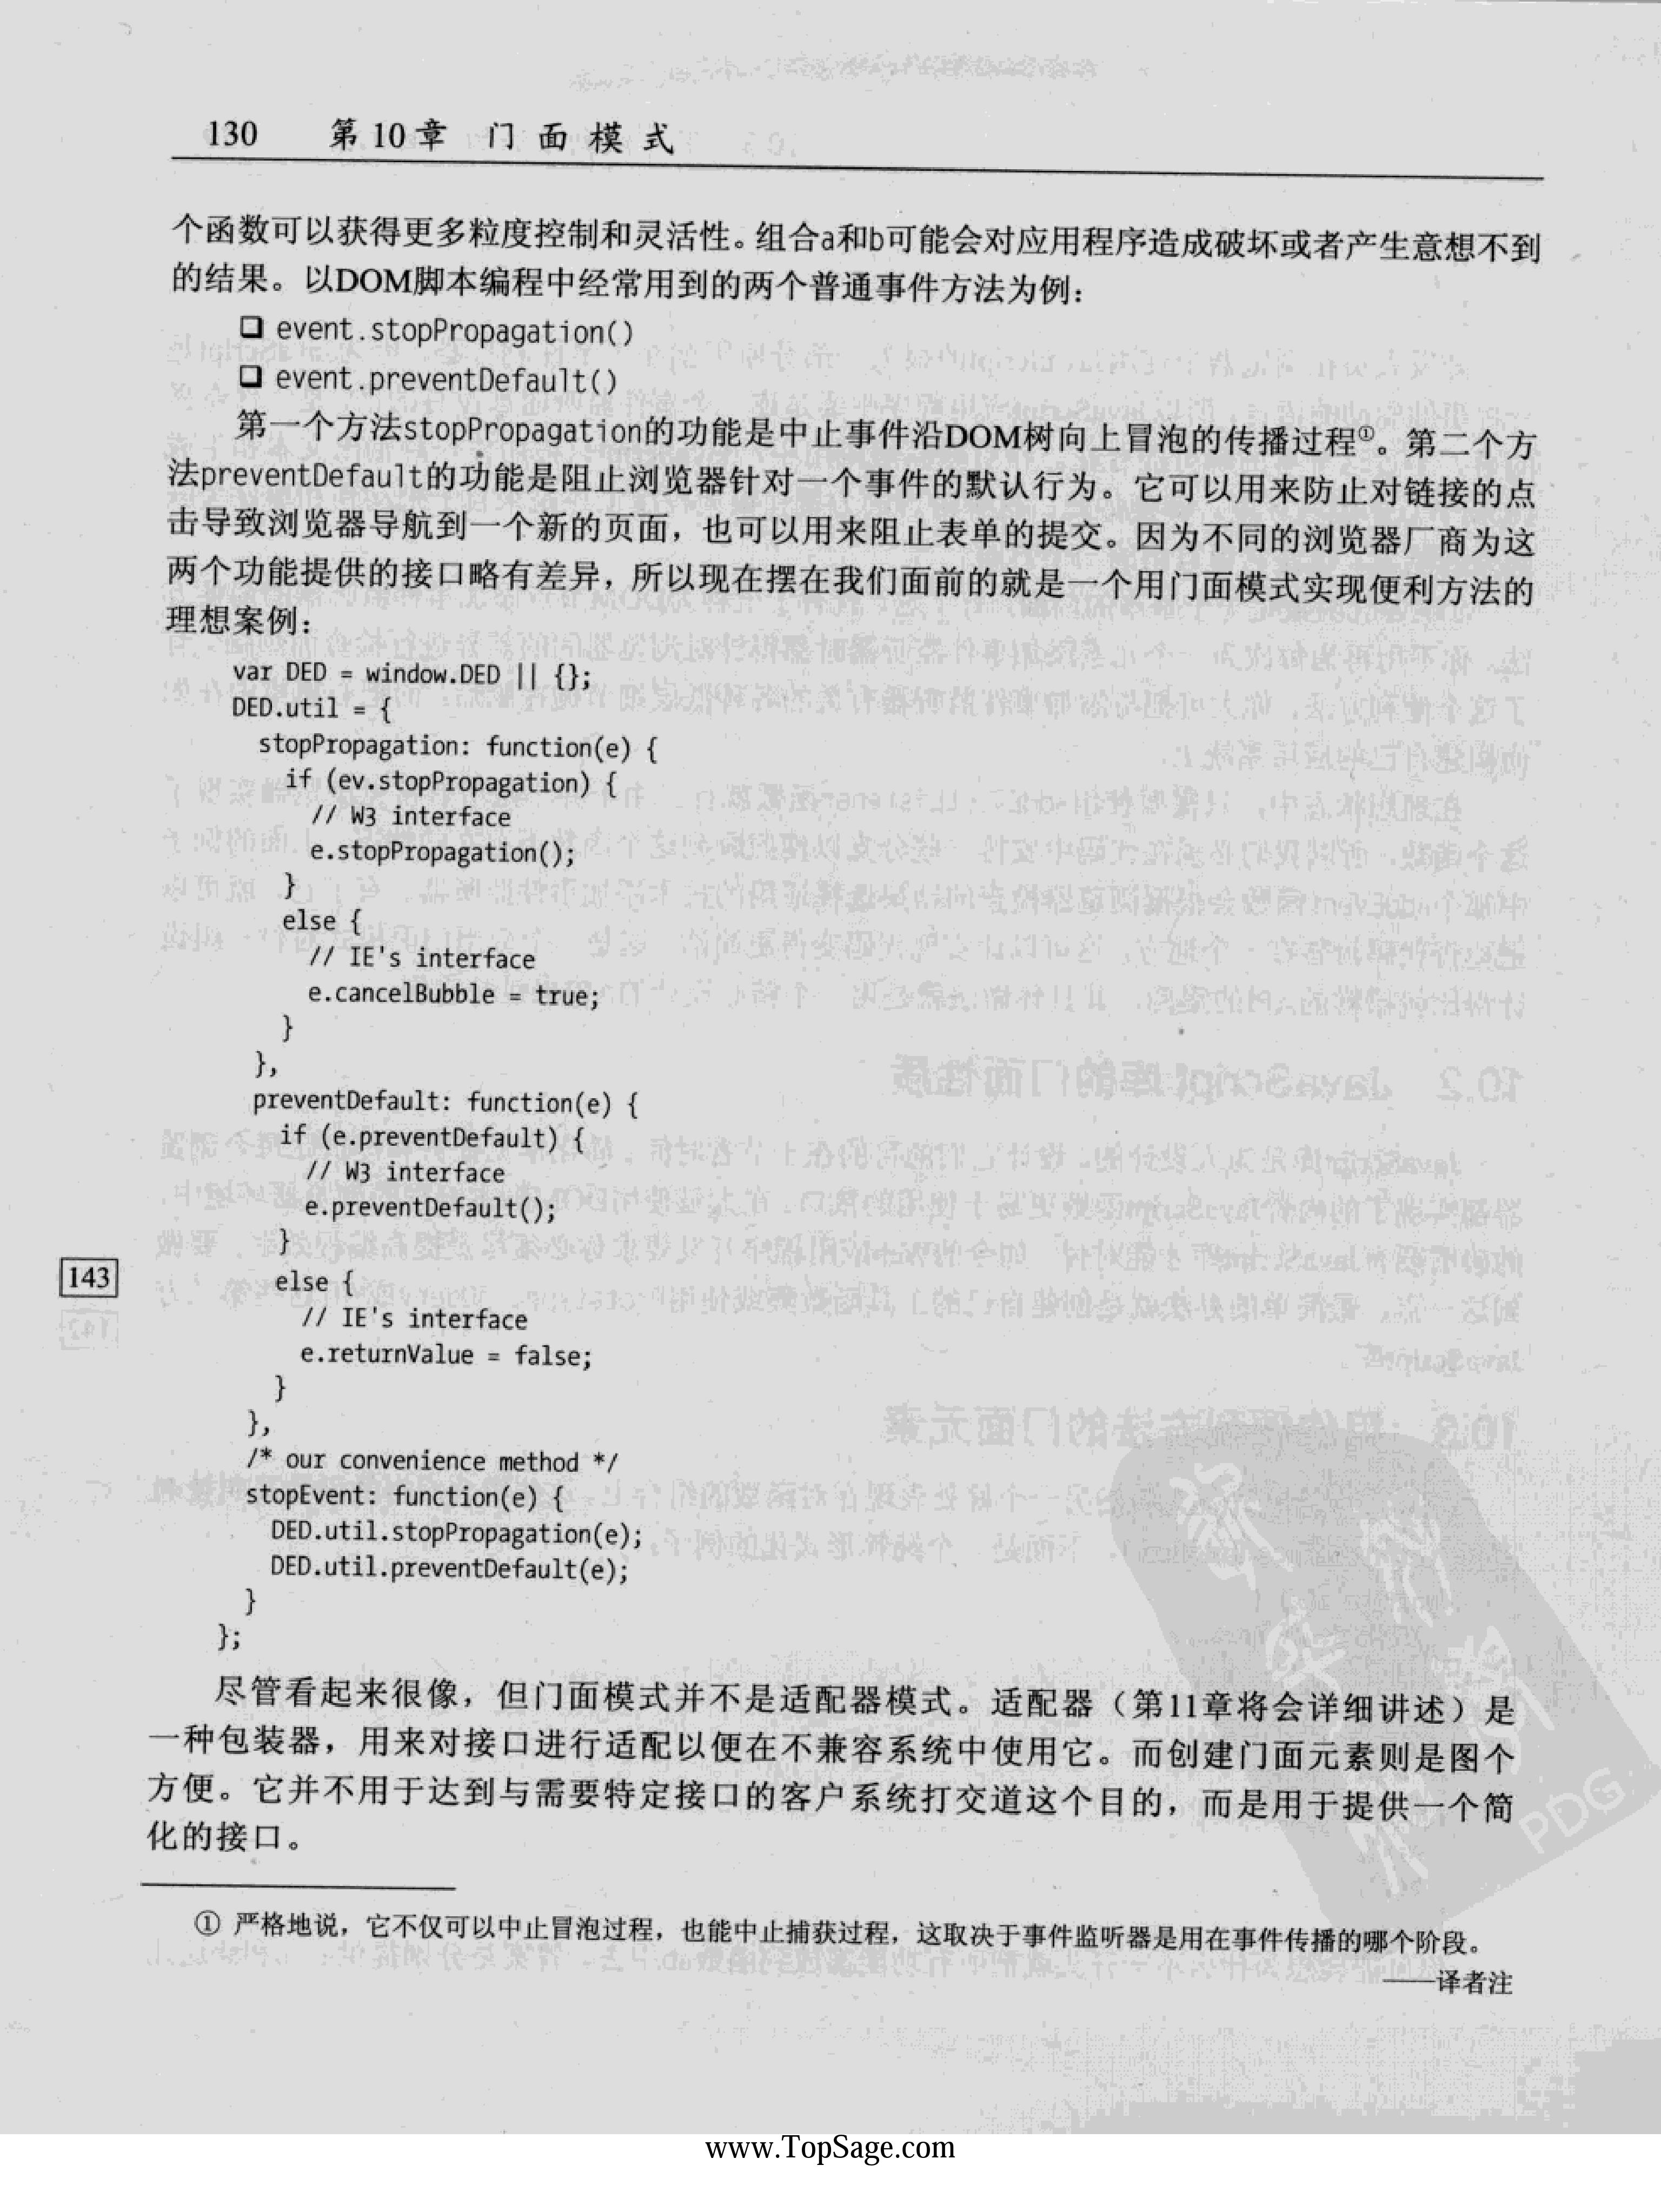 130 第10章 门面模式
个函数可以获得更多粒度控制和灵活性。组合a和b可能会对应用程序造成破坏或者产生意想不到
的结果。以DOM脚本编程中经常用到的两个普通事件方法为例：
❑ event.stopPropagation()
❑ event.preventDefault()
第一个方法stopPropagation的功能是中止事件沿DOM树向上冒泡的传播过程①。第二个方
法preventDefault的功能是阻止浏览器针对一个事件的默认行为。它可以用来防止对链接的点
击导致浏览器导航到一个新的页面，也可以用来阻止表单的提交。因为不同的浏览器厂商为这
两个功能提供的接口略有差异，所以现在摆在我们面前的就是一个用门面模式实现便利方法的
理想案例：
var DED = window.DED || {};
DED.util = {
stopPropagation: function(e) {
if (ev.stopPropagation) {
// W3 interface
e.stopPropagation();
}
else {
// IE's interface
e.cancelBubble = true;
}
},
preventDefault: function(e) {
if (e.preventDefault) {
// W3 interface
e.preventDefault();
}
143
else {
// IE's interface
e.returnValue = false;
}
},
/* our convenience method */
stopEvent: function(e) {
DED.util.stopPropagation(e);
DED.util.preventDefault(e);
}
};
尽管看起来很像，但门面模式并不是适配器模式。适配器（第11章将会详细讲述）是
一种包装器，用来对接口进行适配以便在不兼容系统中使用它。而创建门面元素则是图个
方便。它并不用于达到与需要特定接口的客户系统打交道这个目的，而是用于提供一个简
化的接口。
① 严格地说，它不仅可以中止冒泡过程，也能中止捕获过程，这取决于事件监听器是用在事件传播的哪个阶段。
——译者注
PDG
www.TopSage.com